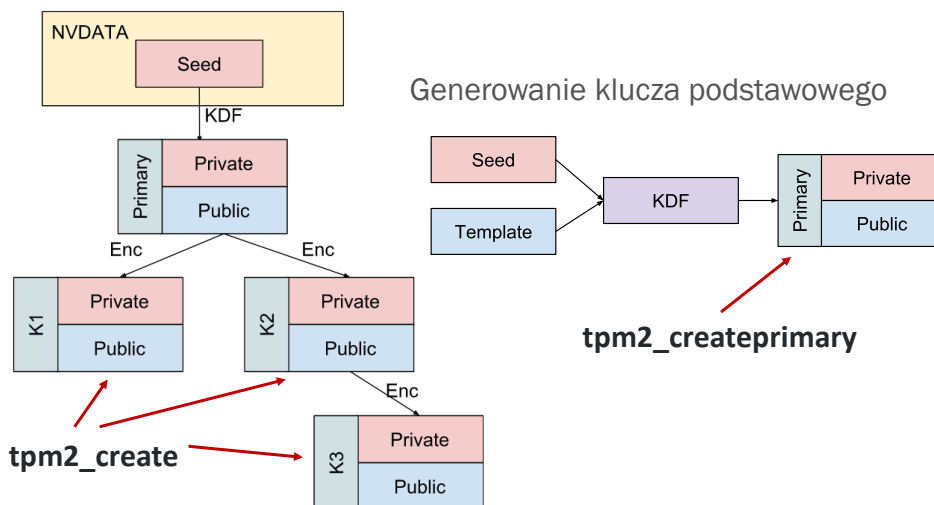 NVDATA
Seed
KDF
Primary
Private
Public
Enc
Enc
K1
Private
Public
K2
Private
Public
Enc
K3
Private
Public
tpm2_create
Generowanie klucza podstawowego
Seed
Template
KDF
Primary
Private
Public
tpm2_createprimary